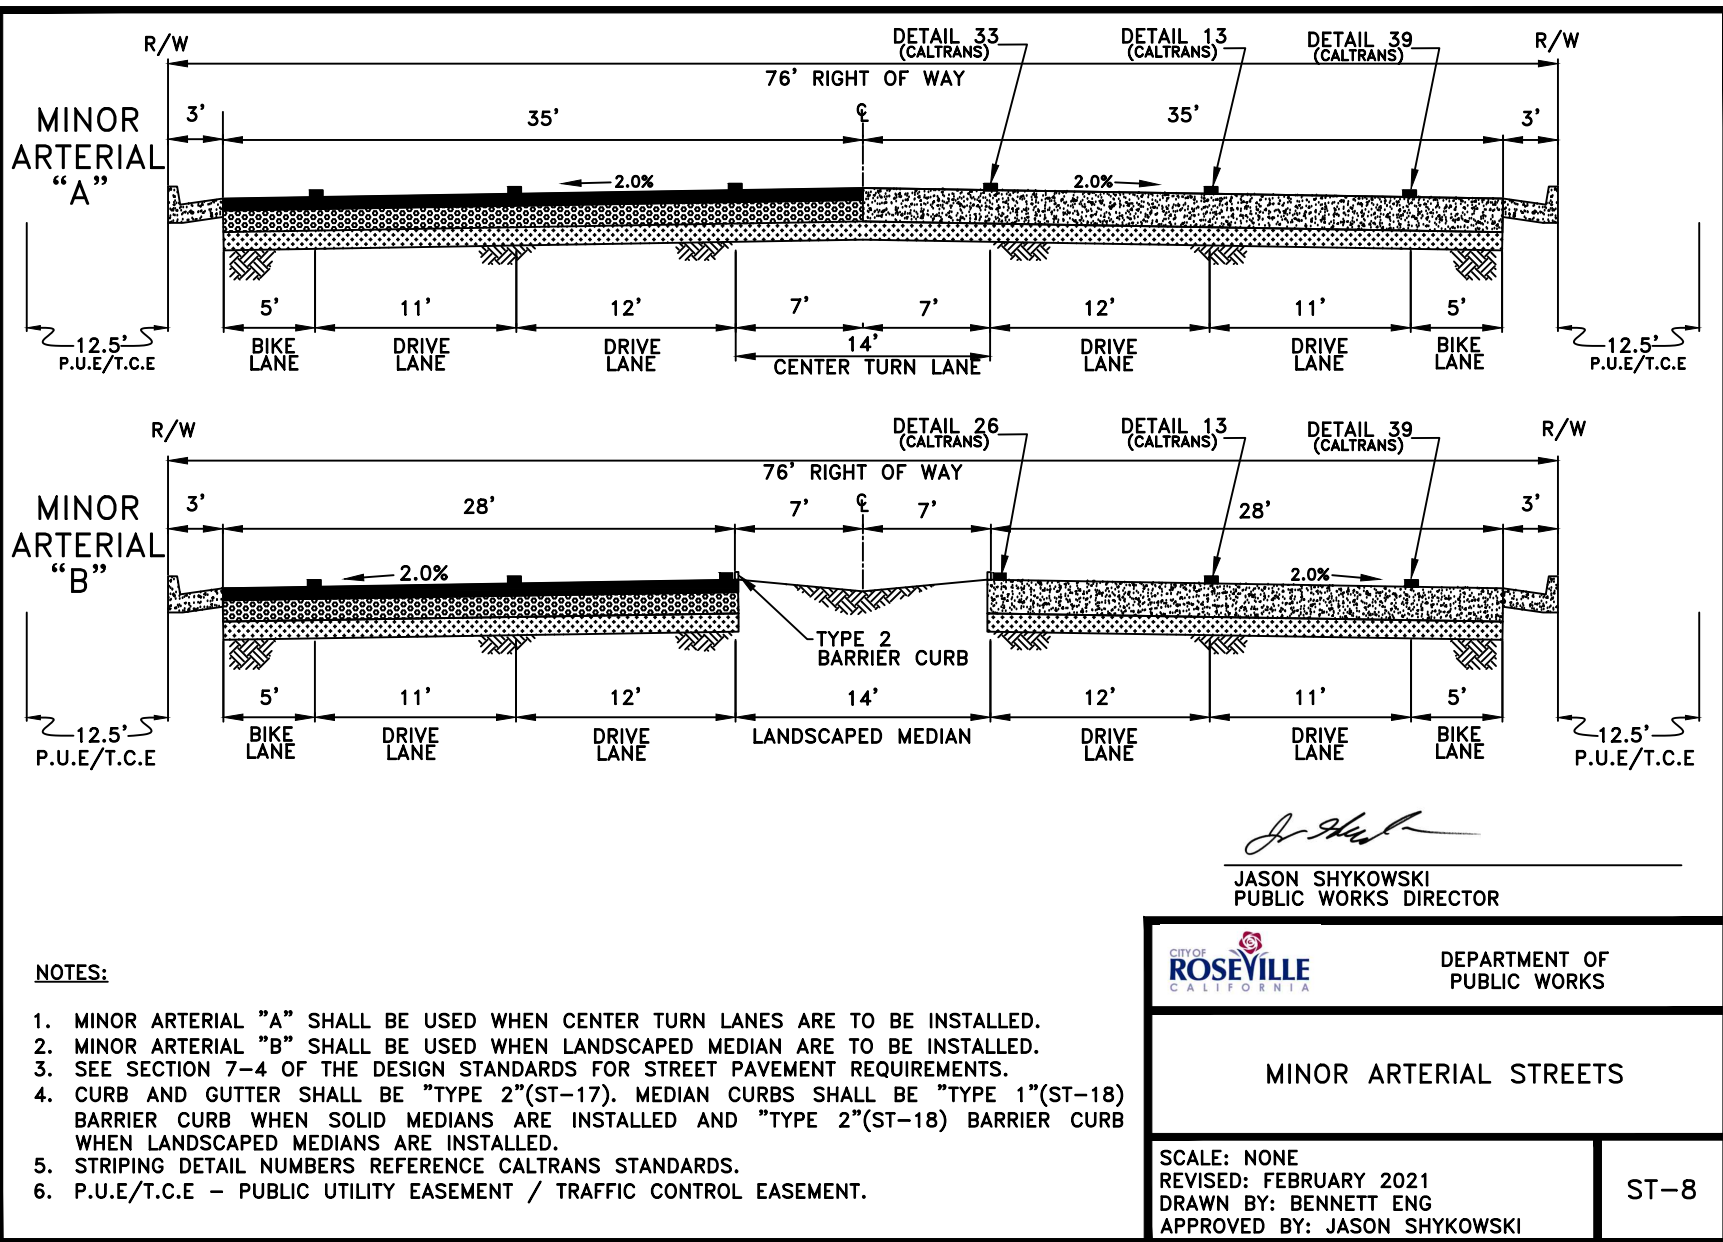 R/W
DETAIL 33
(CALTRANS)
DETAIL 13
(CALTRANS)
DETAIL 39
(CALTRANS)
R/W
76' RIGHT OF WAY
MINOR
ARTERIAL
“A”
3'
35'
℄
35'
3'
2.0%
2.0%
5'
11'
12'
7'
7'
12'
11'
5'
12.5'
P.U.E/T.C.E
BIKE
LANE
DRIVE
LANE
DRIVE
LANE
14'
CENTER TURN LANE
DRIVE
LANE
DRIVE
LANE
BIKE
LANE
12.5'
P.U.E/T.C.E
R/W
DETAIL 26
(CALTRANS)
DETAIL 13
(CALTRANS)
DETAIL 39
(CALTRANS)
R/W
76' RIGHT OF WAY
MINOR
ARTERIAL
“B”
3'
28'
7'
℄
7'
28'
3'
2.0%
2.0%
TYPE 2
BARRIER CURB
5'
11'
12'
14'
12'
11'
5'
12.5'
P.U.E/T.C.E
BIKE
LANE
DRIVE
LANE
DRIVE
LANE
LANDSCAPED MEDIAN
DRIVE
LANE
DRIVE
LANE
BIKE
LANE
12.5'
P.U.E/T.C.E
JASON SHYKOWSKI
PUBLIC WORKS DIRECTOR
NOTES:
1. MINOR ARTERIAL ”A” SHALL BE USED WHEN CENTER TURN LANES ARE TO BE INSTALLED.
2. MINOR ARTERIAL ”B” SHALL BE USED WHEN LANDSCAPED MEDIAN ARE TO BE INSTALLED.
3. SEE SECTION 7-4 OF THE DESIGN STANDARDS FOR STREET PAVEMENT REQUIREMENTS.
4. CURB AND GUTTER SHALL BE ”TYPE 2”(ST-17). MEDIAN CURBS SHALL BE ”TYPE 1”(ST-18)
BARRIER CURB WHEN SOLID MEDIANS ARE INSTALLED AND ”TYPE 2”(ST-18) BARRIER CURB
WHEN LANDSCAPED MEDIANS ARE INSTALLED.
5. STRIPING DETAIL NUMBERS REFERENCE CALTRANS STANDARDS.
6. P.U.E/T.C.E - PUBLIC UTILITY EASEMENT / TRAFFIC CONTROL EASEMENT.
CITY OF
ROSEVILLE
CALIFORNIA
DEPARTMENT OF
PUBLIC WORKS
MINOR ARTERIAL STREETS
SCALE: NONE
REVISED: FEBRUARY 2021
DRAWN BY: BENNETT ENG
APPROVED BY: JASON SHYKOWSKI
ST-8